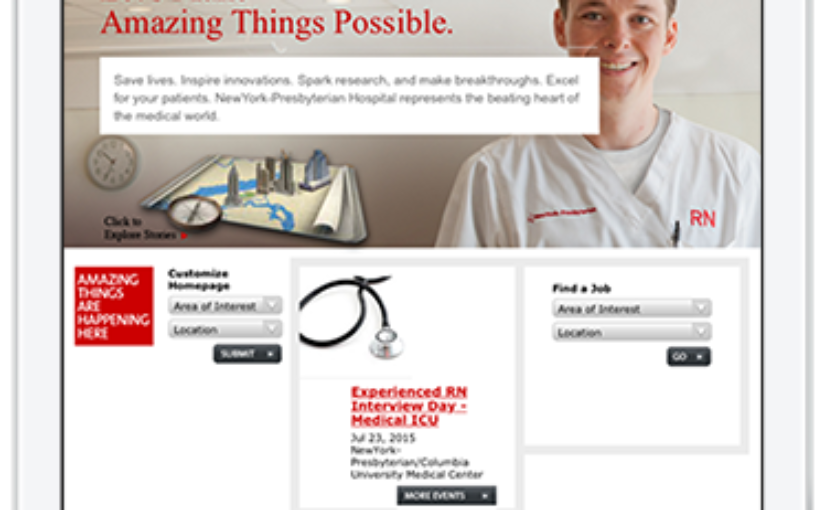 Amazing Things Possible.
Save lives. Inspire innovations. Spark research, and make breakthroughs. Excel
for your patients. NewYork-Presbyterian Hospital represents the beating heart of
the medical world.
Click to
Explore Stories
NewYork-Presbyterian
RN
AMAZING
THINGS
ARE
HAPPENING
HERE
Customize
Homepage
Area of Interest
Location
SUBMIT
Experienced RN
Interview Day -
Medical ICU
Jul 23, 2015
NewYork-
Presbyterian/Columbia
University Medical Center
MORE EVENTS
Find a Job
Area of Interest
Location
GO